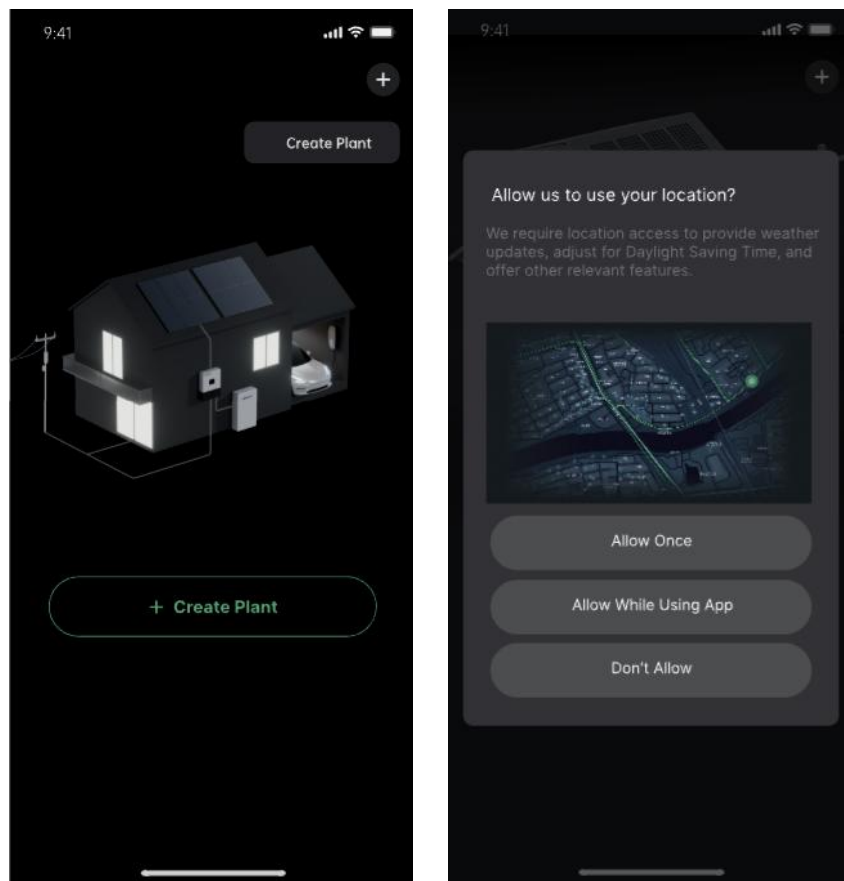 9:41
Create Plant
+ Create Plant
9:41
Allow us to use your location?
We require location access to provide weather
updates, adjust for Daylight Saving Time, and
offer other relevant features.
Allow Once
Allow While Using App
Don't Allow